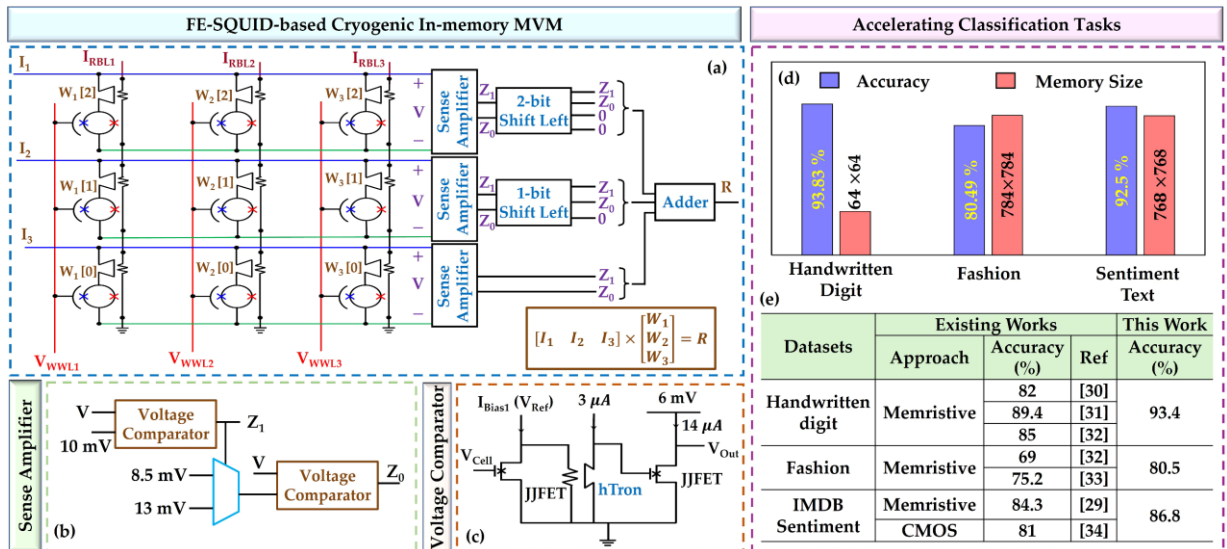 FE-SQUID-based Cryogenic In-memory MVM
Accelerating Classification Tasks
(a)
I1
IRBL1
IRBL2
IRBL3
W1 [2]
W2 [2]
W3 [2]
+
V
−
Sense Amplifier
Z1
Z0
2-bit Shift Left
Z1
Z0
0
0
I2
W1 [1]
W2 [1]
W3 [1]
+
V
−
Sense Amplifier
Z1
Z0
1-bit Shift Left
Z1
Z0
0
Adder
R
I3
W1 [0]
W2 [0]
W3 [0]
+
V
−
Sense Amplifier
Z1
Z0
[I1 I2 I3] × [W1 W2 W3] = R
VWWL1
VWWL2
VWWL3
Sense Amplifier
V
10 mV
Voltage Comparator
Z1
8.5 mV
13 mV
V
Voltage Comparator
Z0
(b)
Voltage Comparator
IBias1 (VRef)
3 μA
6 mV
14 μA
VCell
VOut
JJFET
hTron
JJFET
(c)
(d)
Accuracy
Memory Size
93.83 %
64 ×64
80.49 %
784×784
92.5 %
768 ×768
Handwritten Digit
Fashion
Sentiment Text
(e)
Datasets
Existing Works
This Work
Approach
Accuracy (%)
Ref
Accuracy (%)
Handwritten digit
Memristive
82
[30]
89.4
[31]
85
[32]
93.4
Fashion
Memristive
69
[32]
75.2
[33]
80.5
IMDB Sentiment
Memristive
84.3
[29]
CMOS
81
[34]
86.8